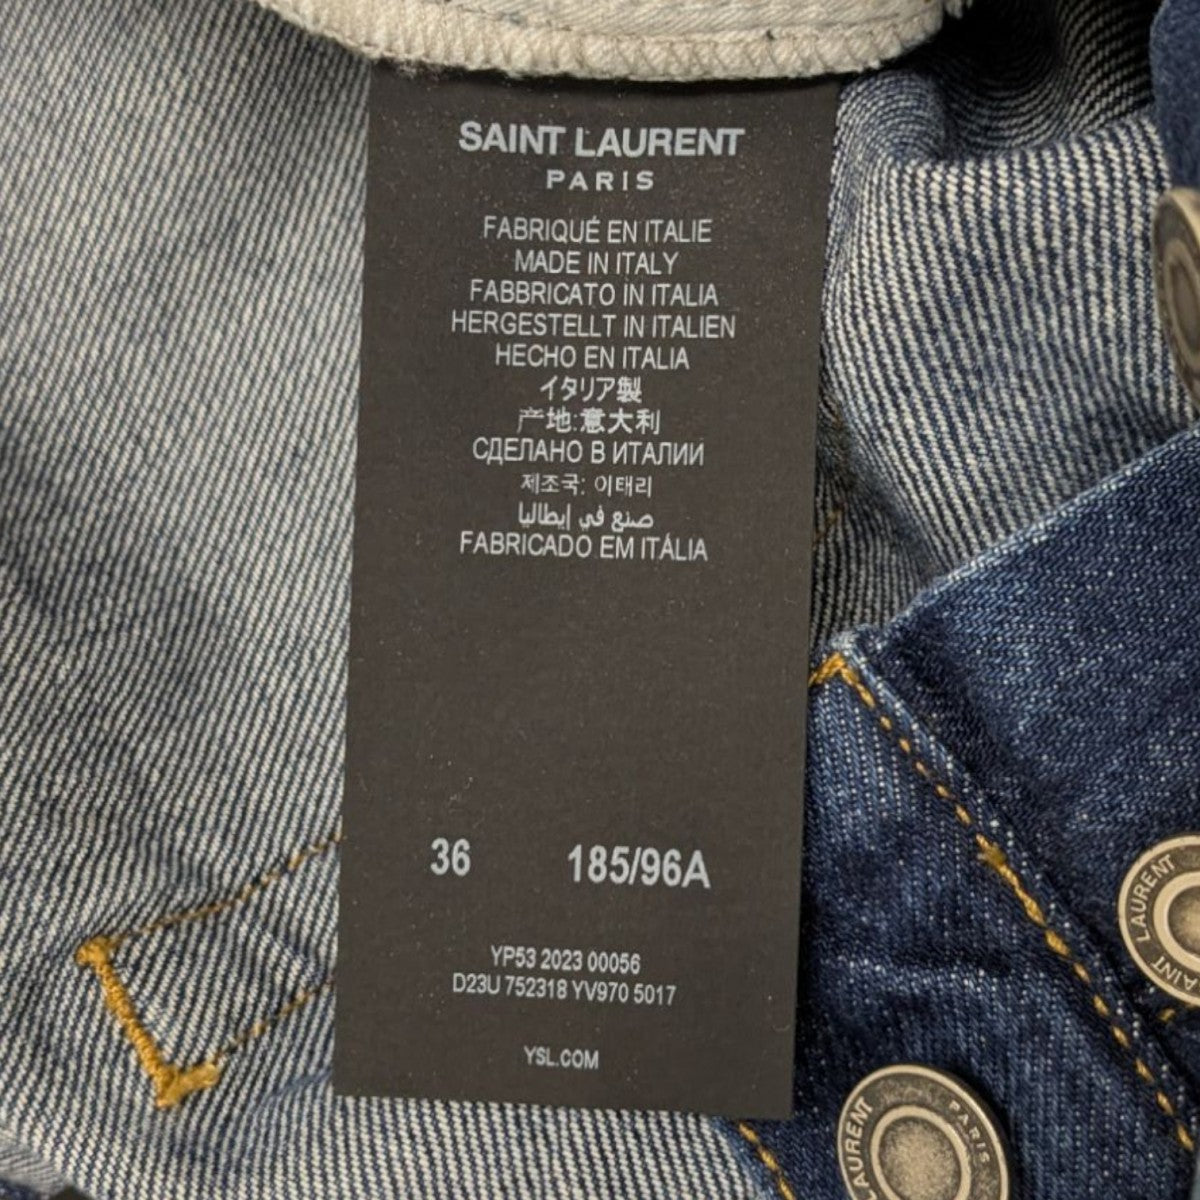 SAINT LAURENT
PARIS
FABRIQUÉ EN ITALIE
MADE IN ITALY
FABBRICATO IN ITALIA
HERGESTELLT IN ITALIEN
HECHO EN ITALIA
イタリア製
产地:意大利
СДЕЛАНО В ИТАЛИИ
제조국: 이태리
صنع في إيطاليا
FABRICADO EM ITÁLIA
36 185/96A
YP53 2023 00056
D23U 752318 YV970 5017
YSL.COM
SAINT LAURENT
LAURENT PARIS